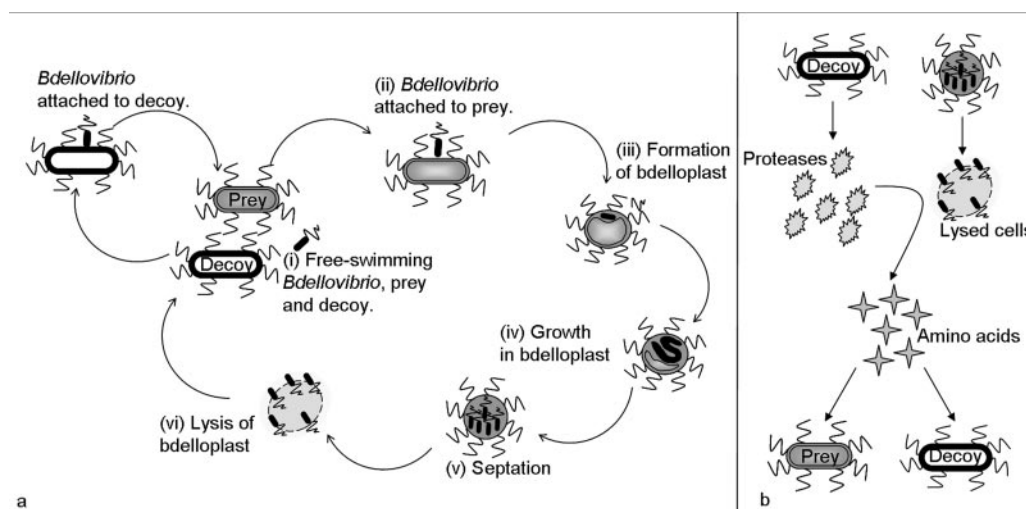 Bdellovibrio
attached to decoy.
(ii) Bdellovibrio
attached to prey.
(iii) Formation
of bdelloplast
Prey
Decoy
(i) Free-swimming
Bdellovibrio, prey
and decoy.
(iv) Growth
in bdelloplast
(v) Septation
(vi) Lysis of
bdelloplast
a
Decoy
Proteases
Lysed cells
Amino acids
Prey
Decoy
b